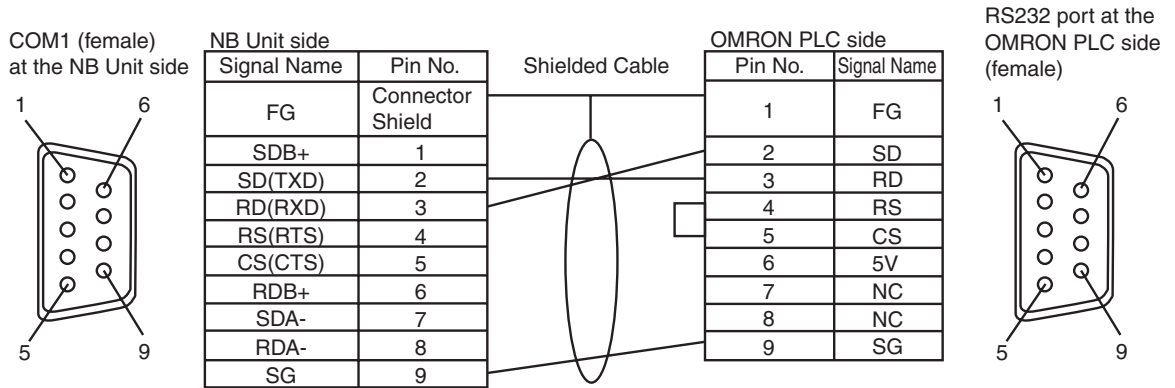 COM1 (female)
at the NB Unit side
1 6
5 9
NB Unit side
Signal Name Pin No.
FG Connector Shield
SDB+ 1
SD(TXD) 2
RD(RXD) 3
RS(RTS) 4
CS(CTS) 5
RDB+ 6
SDA- 7
RDA- 8
SG 9
Shielded Cable
OMRON PLC side
Pin No. Signal Name
1 FG
2 SD
3 RD
4 RS
5 CS
6 5V
7 NC
8 NC
9 SG
RS232 port at the
OMRON PLC side
(female)
1 6
5 9